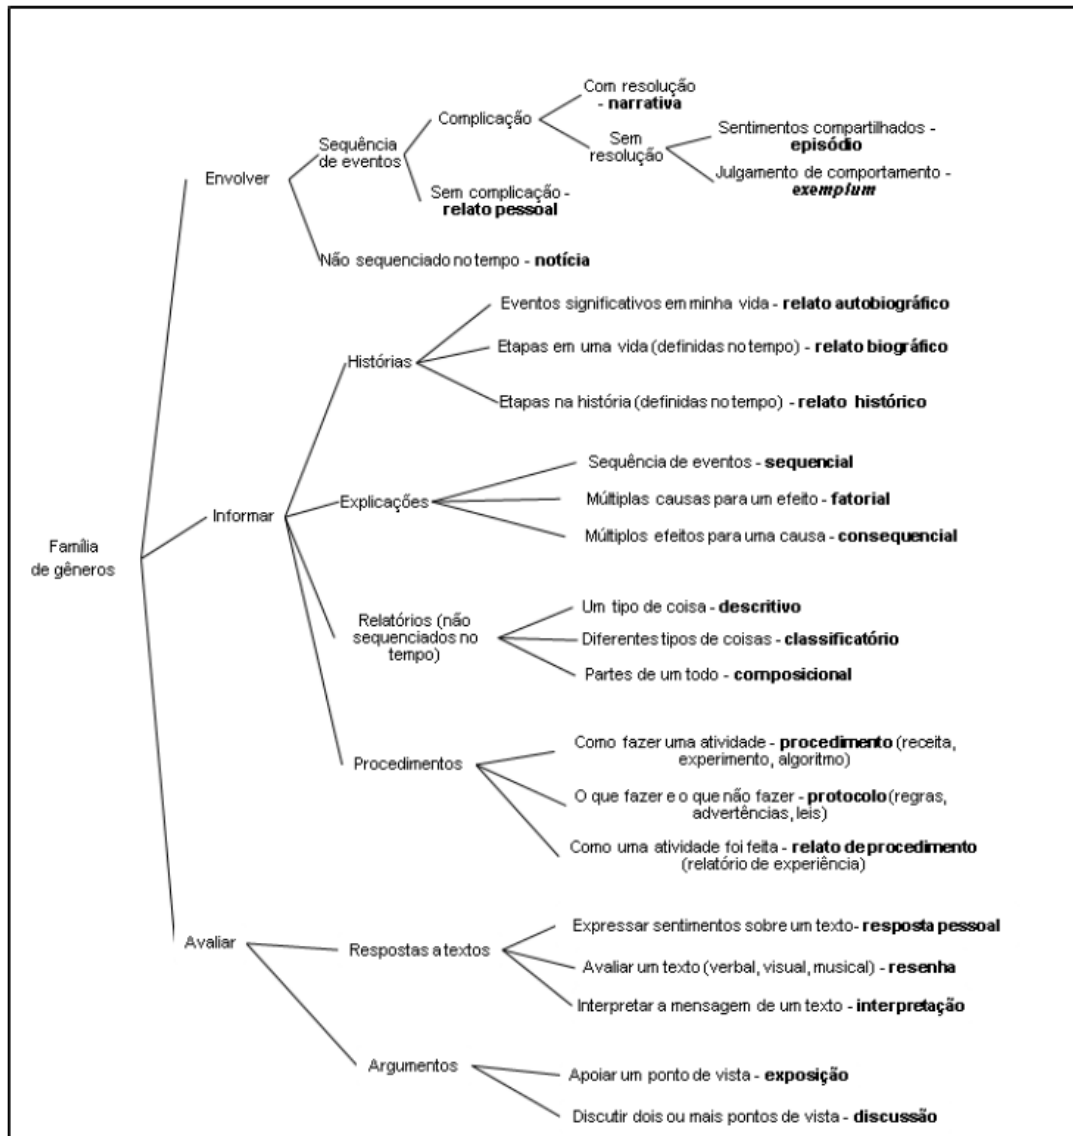 Família
de gêneros
Envolver
Sequência
de eventos
Complicação
Com resolução
- narrativa
Sem
resolução
Sentimentos compartilhados -
episódio
Julgamento de comportamento -
exemplum
Sem complicação -
relato pessoal
Não sequenciado no tempo - notícia
Informar
Histórias
Eventos significativos em minha vida - relato autobiográfico
Etapas em uma vida (definidas no tempo) - relato biográfico
Etapas na história (definidas no tempo) - relato histórico
Explicações
Sequência de eventos - sequencial
Múltiplas causas para um efeito - fatorial
Múltiplos efeitos para uma causa - consequencial
Relatórios (não
sequenciados no
tempo)
Um tipo de coisa - descritivo
Diferentes tipos de coisas - classificatório
Partes de um todo - composicional
Procedimentos
Como fazer uma atividade - procedimento (receita,
experimento, algoritmo)
O que fazer e o que não fazer - protocolo (regras,
advertências, leis)
Como uma atividade foi feita - relato de procedimento
(relatório de experiência)
Avaliar
Respostas a textos
Expressar sentimentos sobre um texto- resposta pessoal
Avaliar um texto (verbal, visual, musical) - resenha
Interpretar a mensagem de um texto - interpretação
Argumentos
Apoiar um ponto de vista - exposição
Discutir dois ou mais pontos de vista - discussão